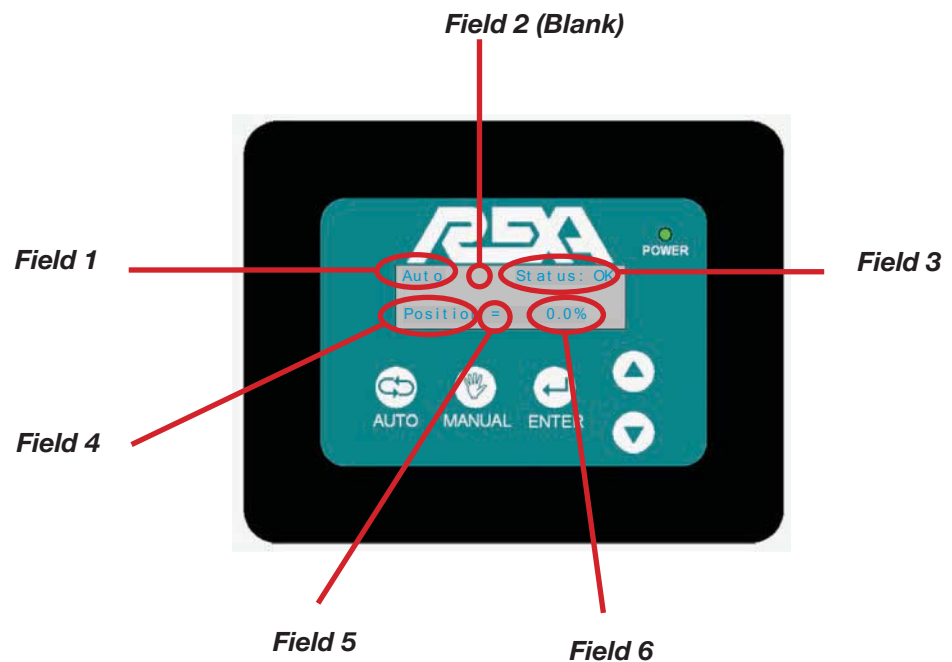 Field 2 (Blank)
REXA
POWER
Field 1
Auto
Status: OK
Field 3
Position = 0.0%
AUTO
MANUAL
ENTER
Field 4
Field 5
Field 6